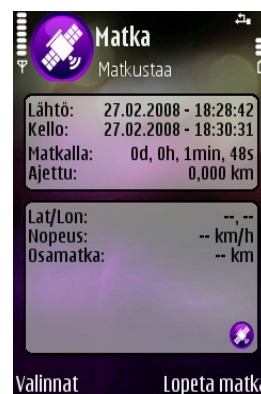 Matka
Matkustaa
Lähtö: 27.02.2008 - 18:28:42
Kello: 27.02.2008 - 18:30:31
Matkalla: 0d, 0h, 1min, 48s
Ajettu: 0,000 km
Lat/Lon: --, --
Nopeus: -- km/h
Osamatka: -- km
Valinnat Lopeta matka